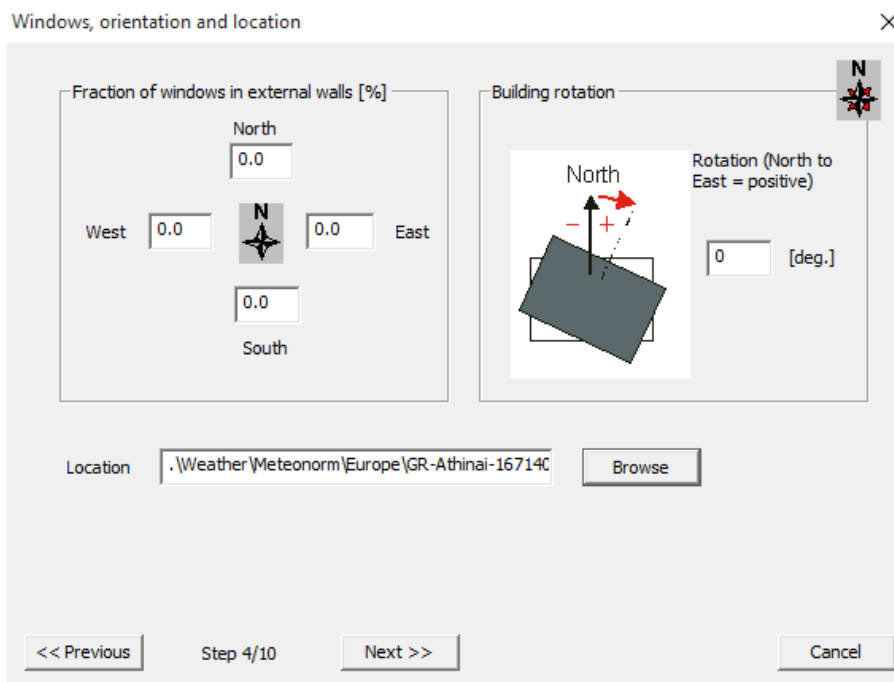 Windows, orientation and location
Fraction of windows in external walls [%]
North
0.0
West
0.0
N
0.0
East
0.0
South
Building rotation
N
North
- +
Rotation (North to
East = positive)
0
[deg.]
Location
.\Weather\Meteonorm\Europe\GR-Athinai-167140
Browse
<< Previous
Step 4/10
Next >>
Cancel